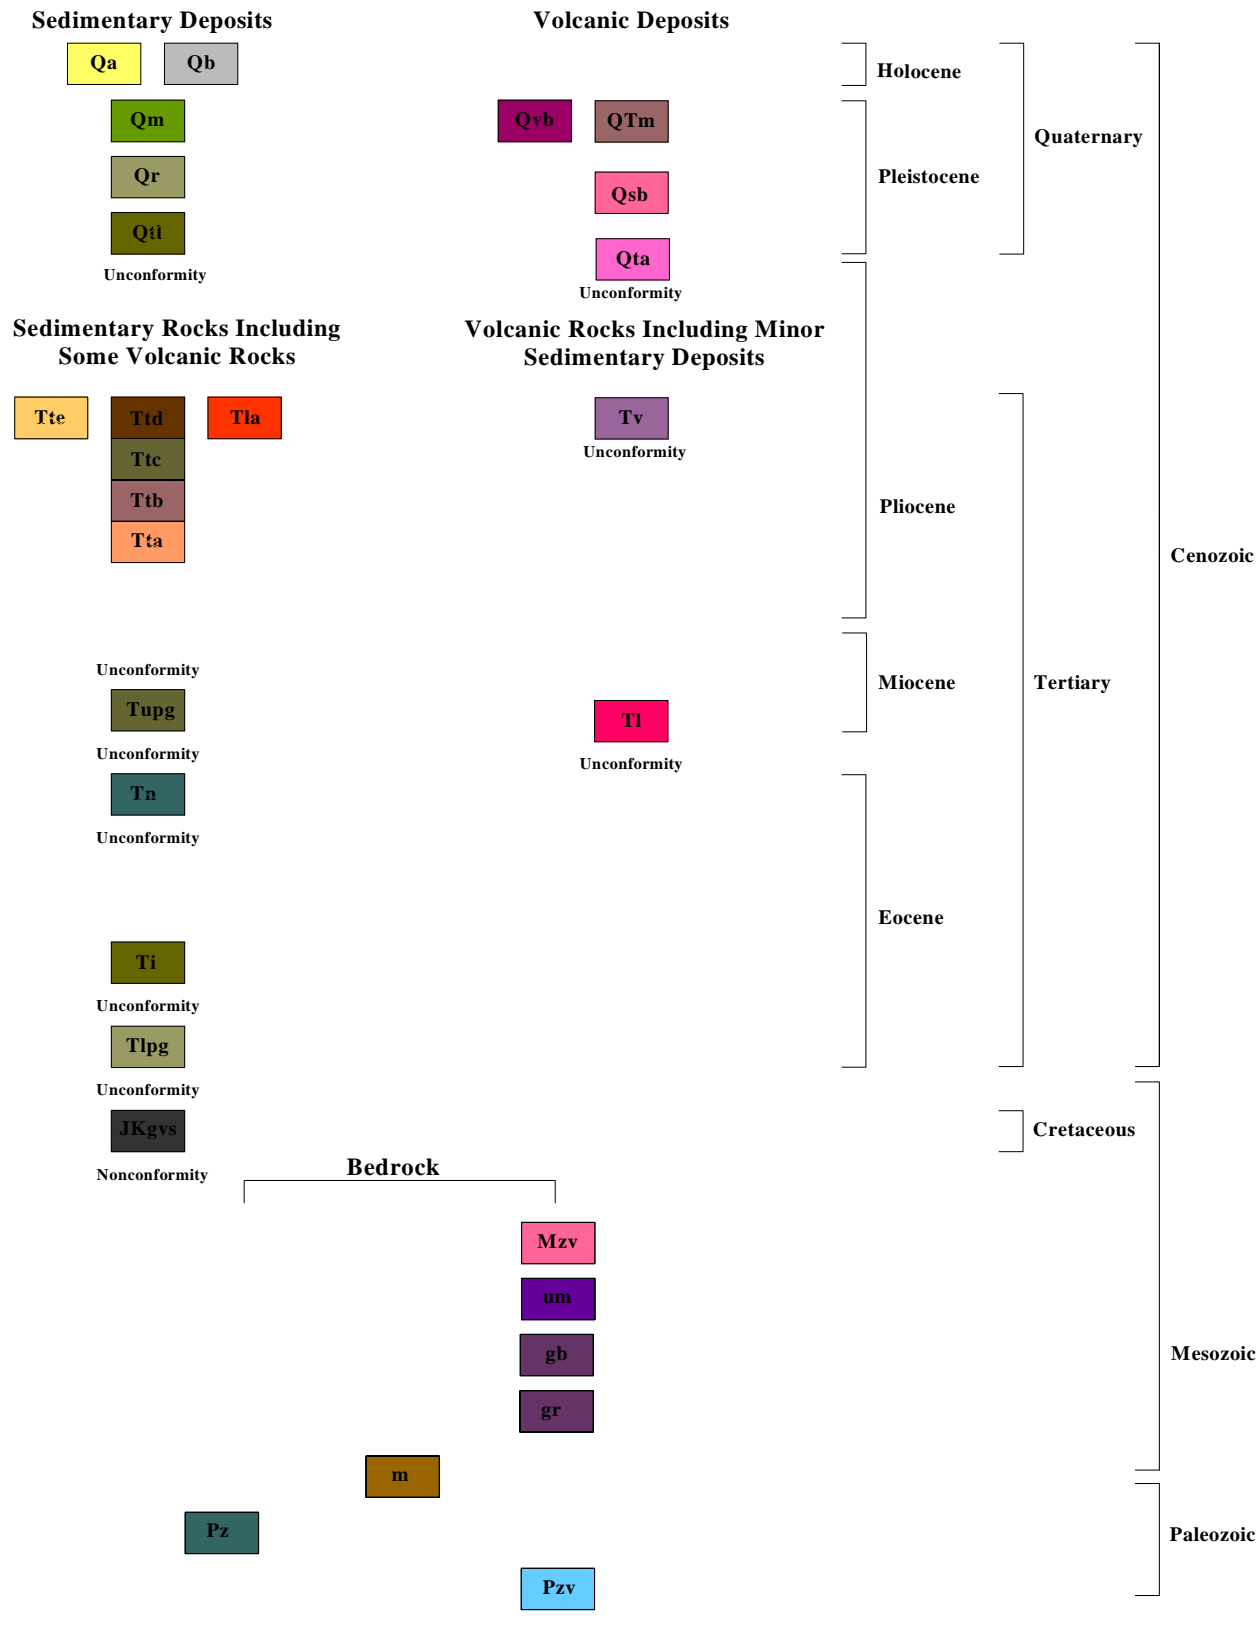 Sedimentary Deposits
Volcanic Deposits
Qa
Qb
Holocene
Qm
Qvb
QTm
Quaternary
Qr
Pleistocene
Qsb
Qtl
Qta
Unconformity
Unconformity
Sedimentary Rocks Including
Some Volcanic Rocks
Volcanic Rocks Including Minor
Sedimentary Deposits
Tte
Ttd
Tla
Tv
Unconformity
Ttc
Ttb
Pliocene
Tta
Cenozoic
Unconformity
Miocene
Tertiary
Tupg
Tl
Unconformity
Unconformity
Tn
Unconformity
Eocene
Ti
Unconformity
Tlpg
Unconformity
JKgvs
Cretaceous
Nonconformity
Bedrock
Mzv
um
gb
Mesozoic
gr
m
Pz
Paleozoic
Pzv